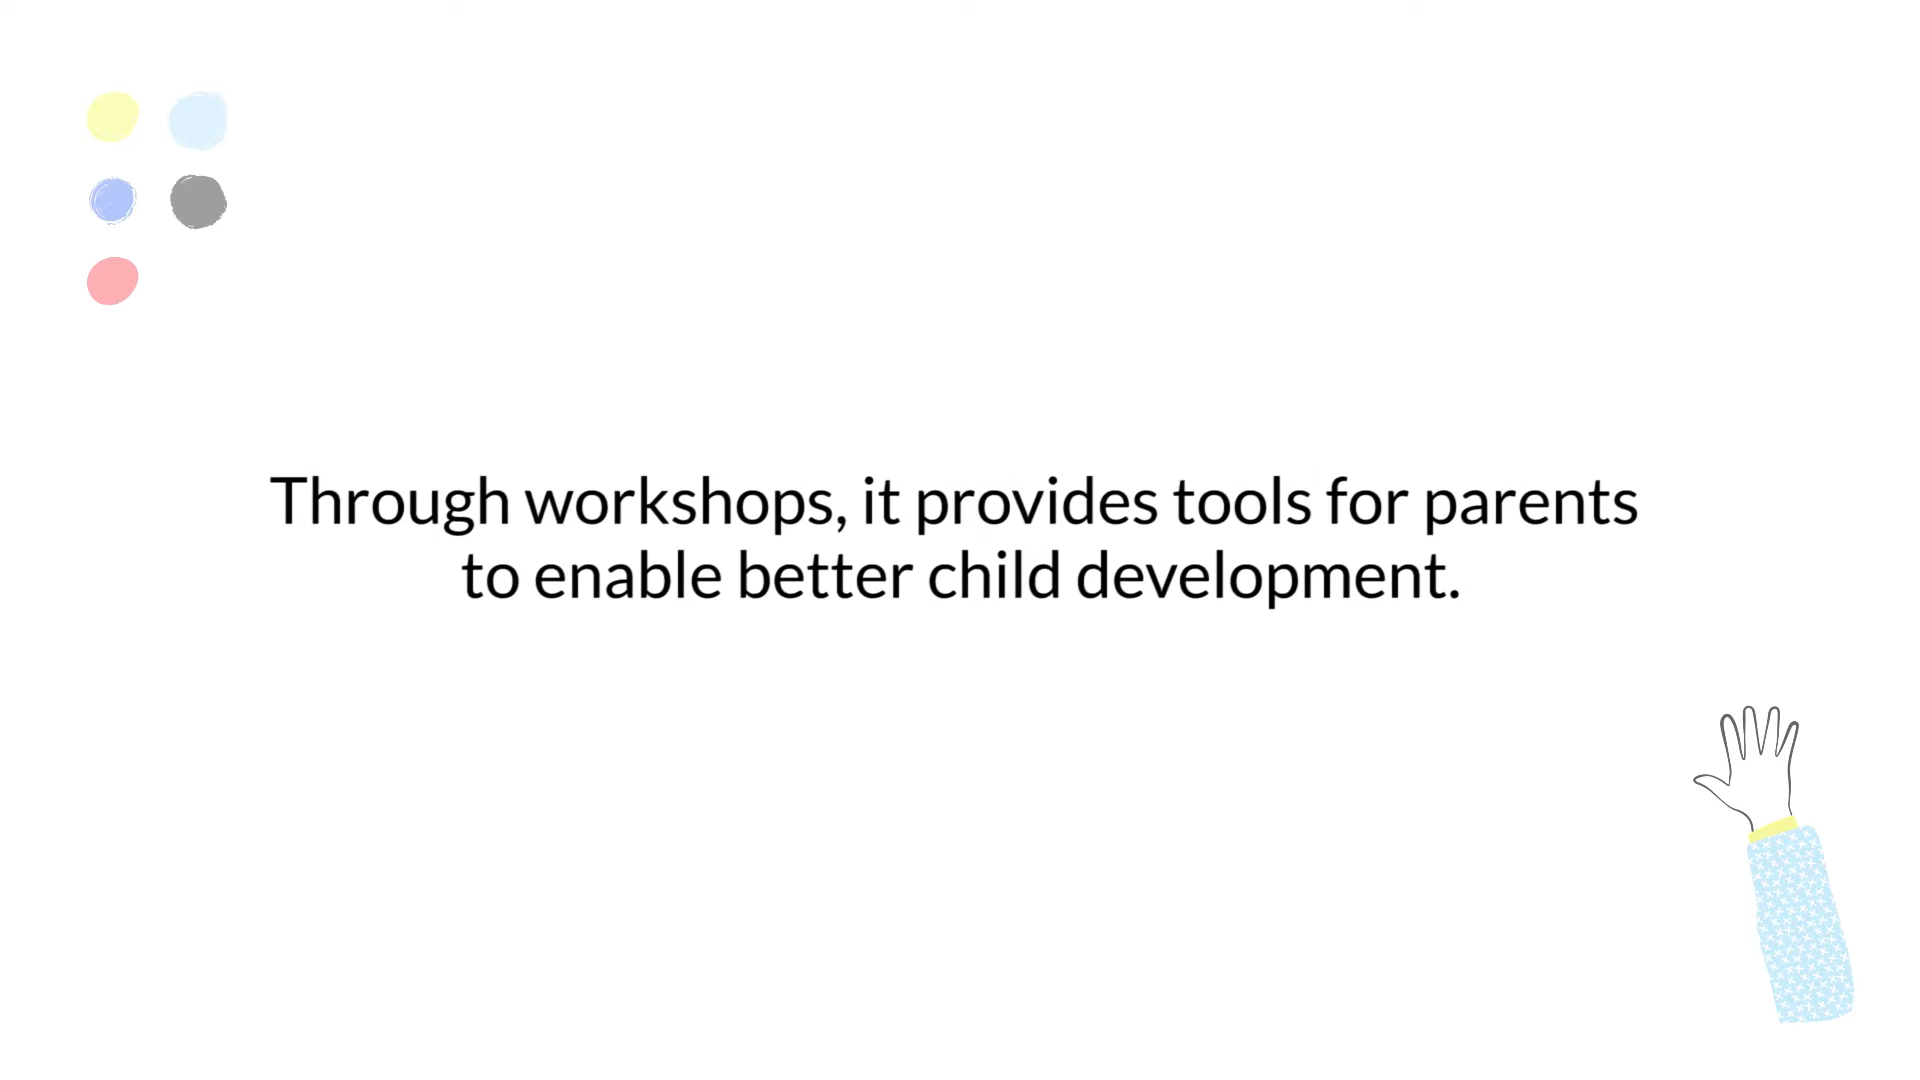 Through workshops, it provides tools for parents
to enable better child development.